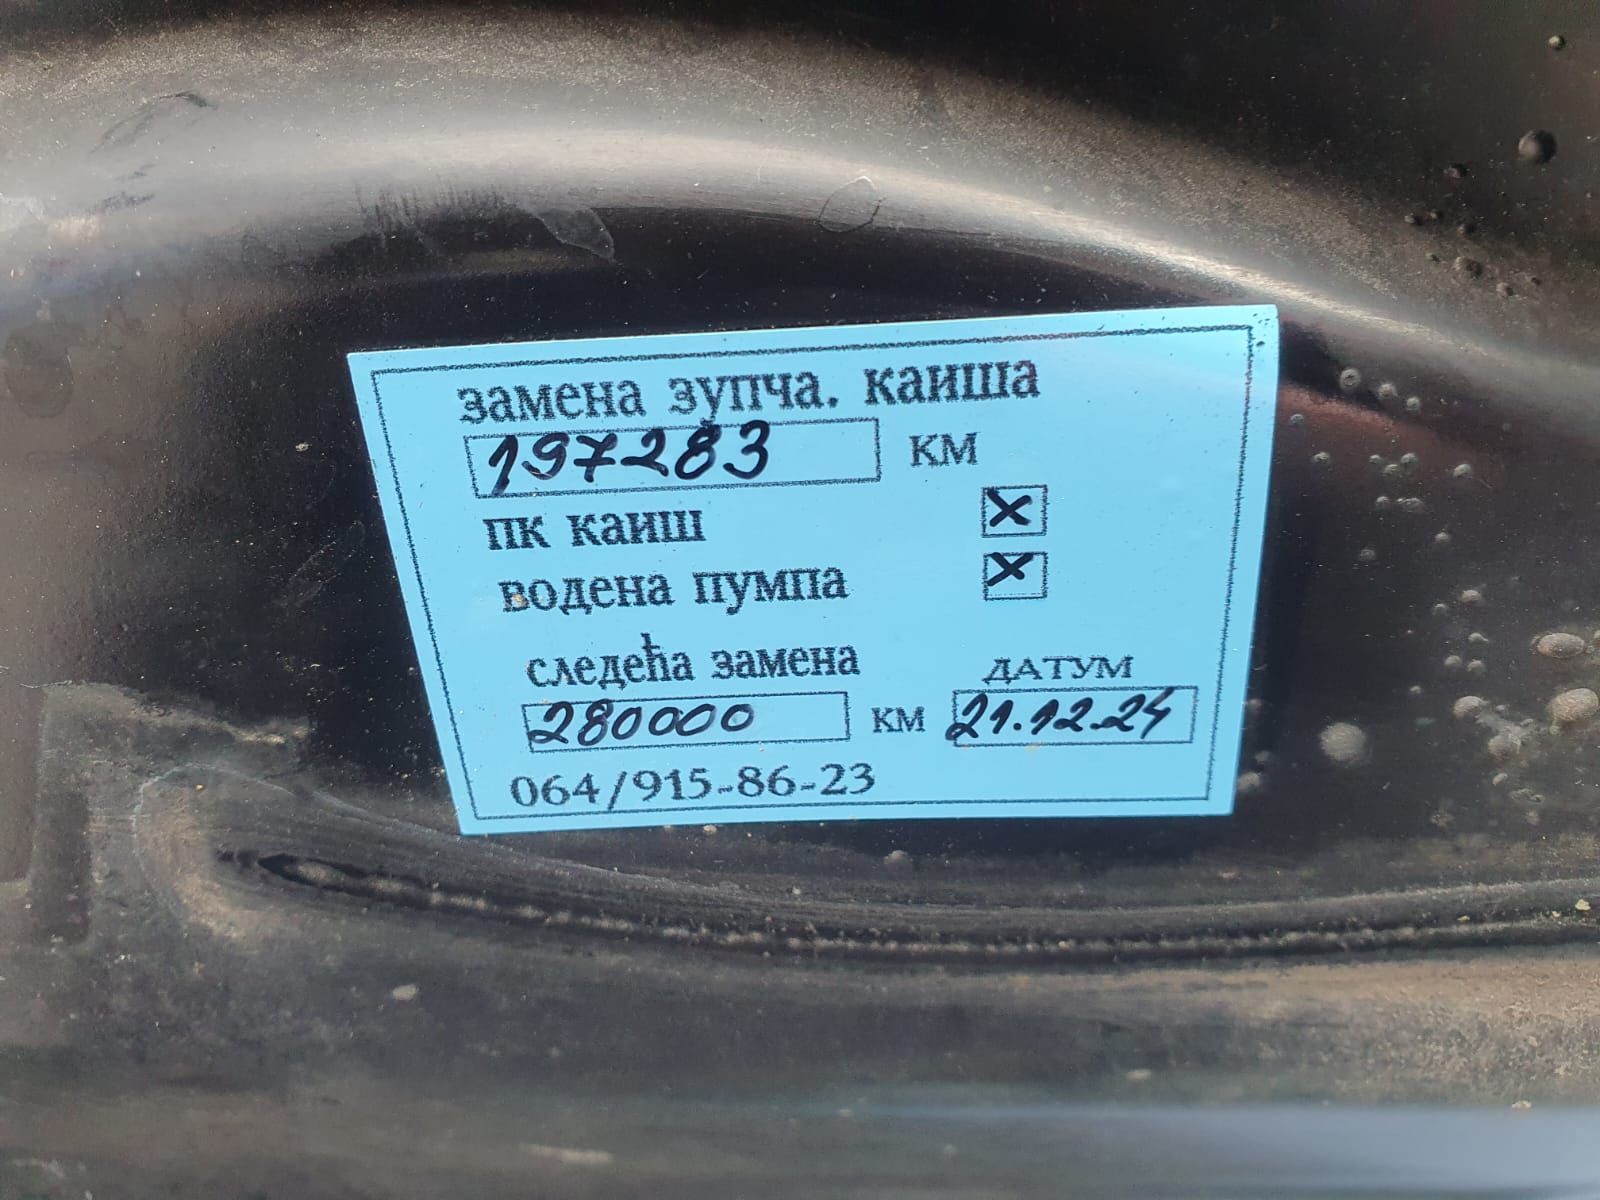 замена зупча. каиша
197283 КМ
пк каиш X
водена пумпа X
следећа замена ДАТУМ
280000 КМ 21.12.24
064/915-86-23